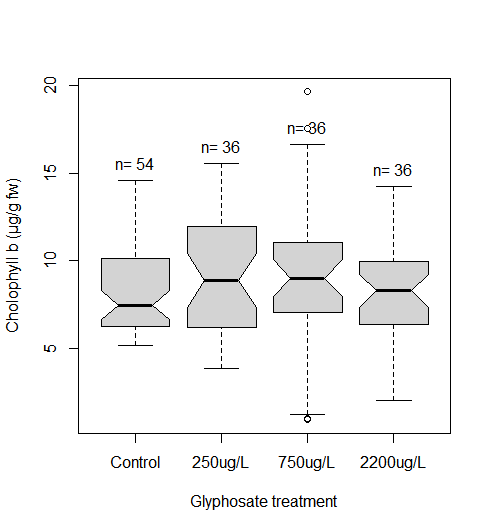 20
15
10
5
Cholophyll b (µg/g fw)
n= 54
n= 36
n= 36
n= 36
Control
250ug/L
750ug/L
2200ug/L
Glyphosate treatment